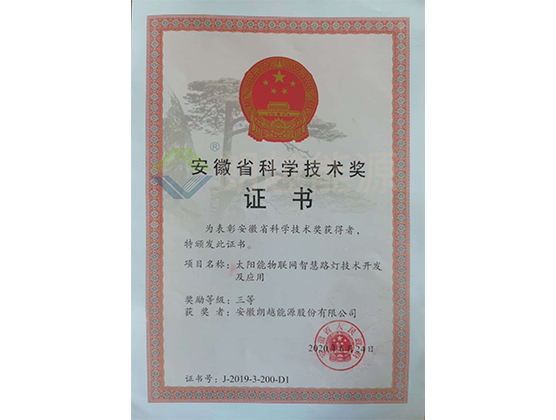 安徽省科学技术奖
证书
为表彰安徽省科学技术奖获得者，
特颁发此证书。
项目名称：太阳能物联网智慧路灯技术开发
及应用
奖励等级：三等
获 奖 者：安徽朗越能源股份有限公司
证书号：J-2019-3-200-D1